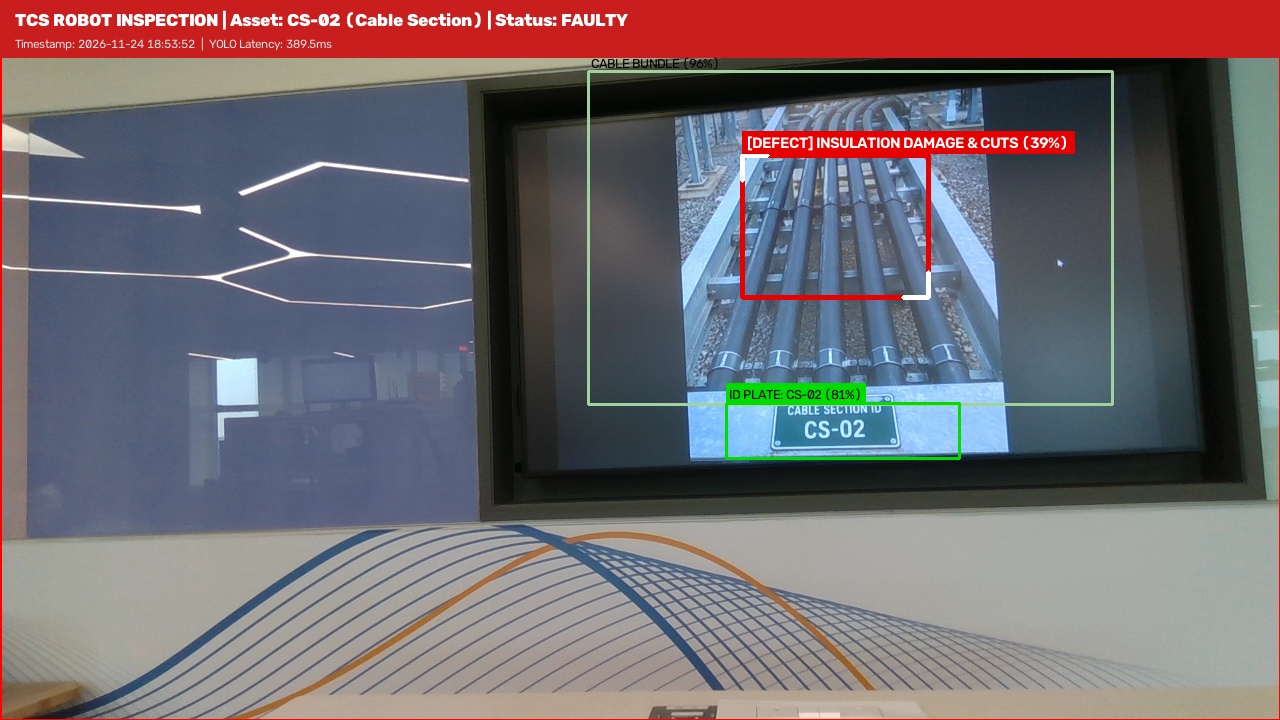 TCS ROBOT INSPECTION | Asset: CS-02 (Cable Section) | Status: FAULTY
Timestamp: 2026-11-24 18:53:52 | YOLO Latency: 389.5ms
CABLE BUNDLE (96%)
[DEFECT] INSULATION DAMAGE & CUTS (39%)
ID PLATE: CS-02 (81%)
CABLE SECTION ID
CS-02